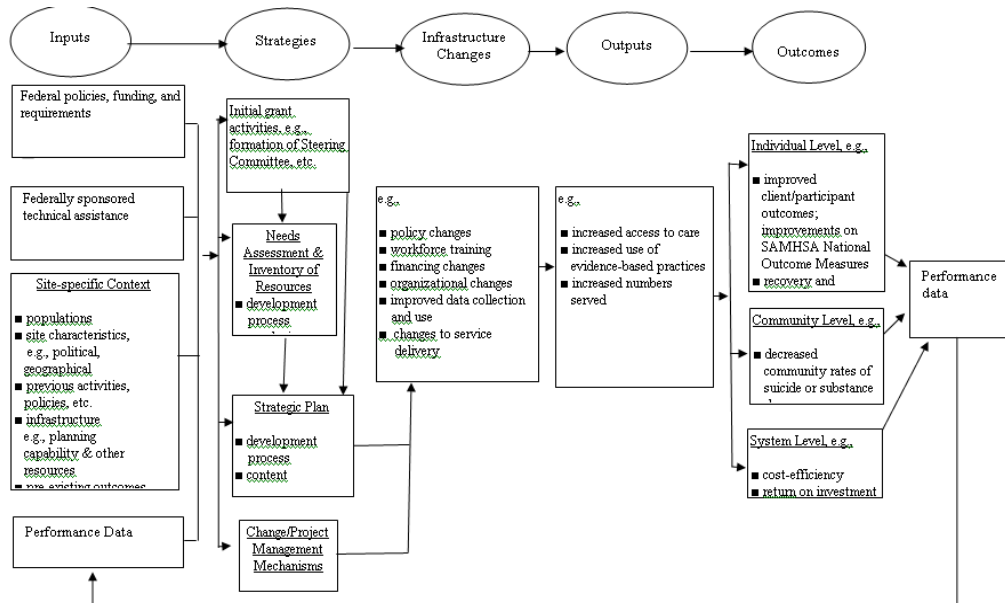 Inputs
Strategies
Infrastructure
Changes
Outputs
Outcomes
Federal policies, funding, and
requirements
Federally sponsored
technical assistance
Site-specific Context
■ populations
■ site characteristics,
e.g., political,
geographical
■ previous activities,
policies, etc.
■ infrastructure
e.g., planning
capability & other
resources
■ pre existing outcomes
Performance Data
Initial grant
activities, e.g.,
formation of Steering
Committee, etc.
Needs
Assessment &
Inventory of
Resources
■ development
process
Strategic Plan
■ development
process
■ content
Change/Project
Management
Mechanisms
e.g.,
■ policy changes
■ workforce training
■ financing changes
■ organizational changes
■ improved data collection
and use
■ changes to service
delivery
e.g.,
■ increased access to care
■ increased use of
evidence-based practices
■ increased numbers
served
Individual Level, e.g.,
■ improved
client/participant
outcomes;
improvements on
SAMHSA National
Outcome Measures
■ recovery and
Community Level, e.g.,
■ decreased
community rates of
suicide or substance
System Level, e.g.,
■ cost-efficiency
■ return on investment
Performance
data